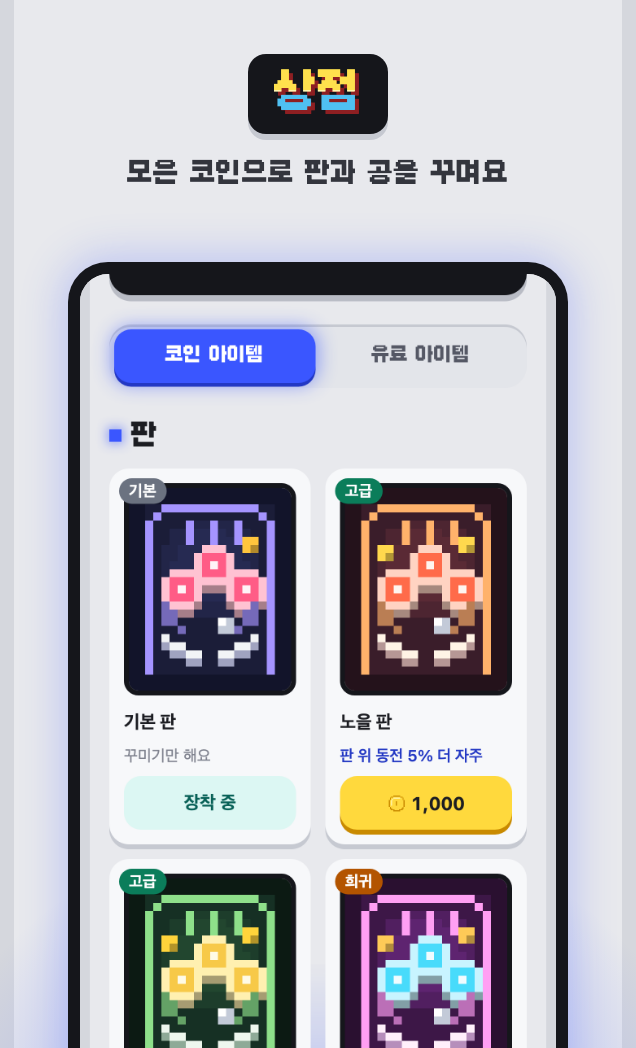 상점
모은 코인으로 판과 공을 꾸며요
코인 아이템
유료 아이템
판
기본
고급
기본 판
노을 판
꾸미기만 해요
판 위 동전 5% 더 자주
장착 중
1,000
고급
희귀